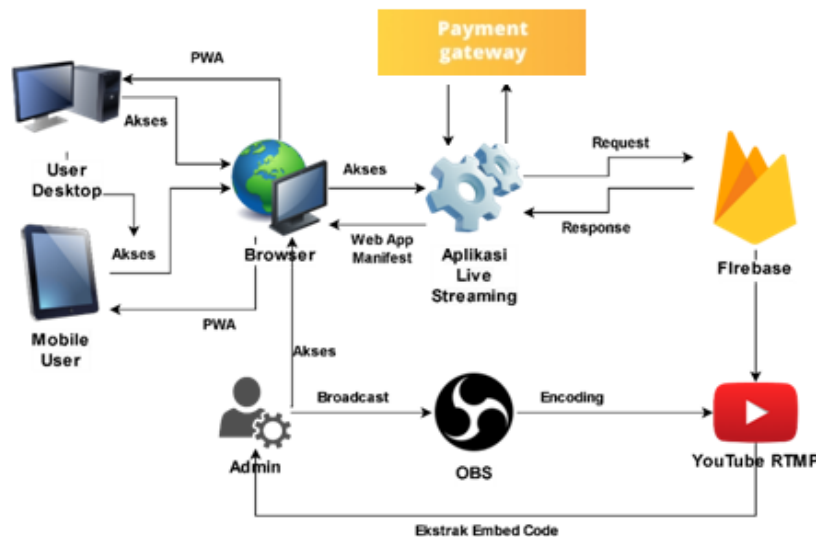 Payment
gateway
PWA
Akses
User
Desktop
Akses
Request
Akses
Web App
Manifest
Response
Browser
Aplikasi
Live
Streaming
FIrebase
Mobile
User
PWA
Akses
Broadcast
Encoding
Admin
OBS
YouTube RTMP
Ekstrak Embed Code